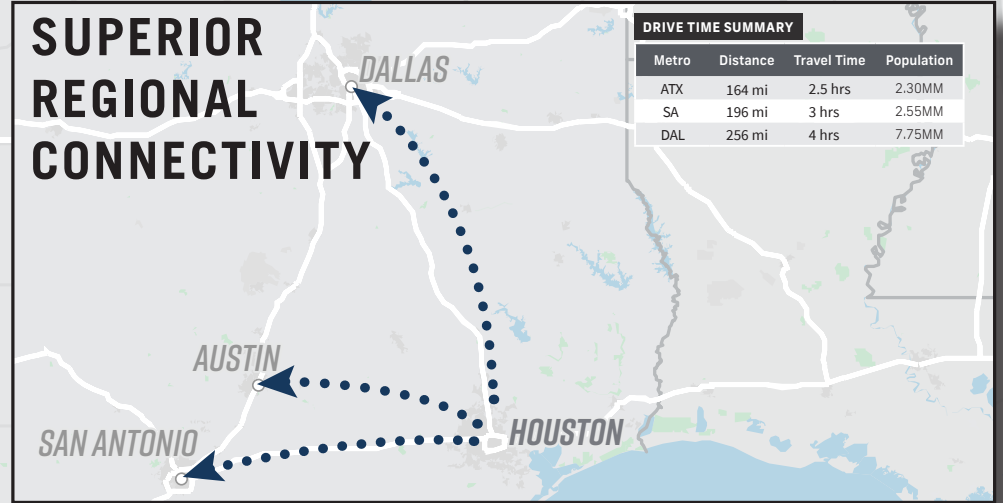 SUPERIOR
REGIONAL
CONNECTIVITY
DRIVE TIME SUMMARY
Metro Distance Travel Time Population
ATX 164 mi 2.5 hrs 2.30MM
SA 196 mi 3 hrs 2.55MM
DAL 256 mi 4 hrs 7.75MM
DALLAS
AUSTIN
SAN ANTONIO
HOUSTON